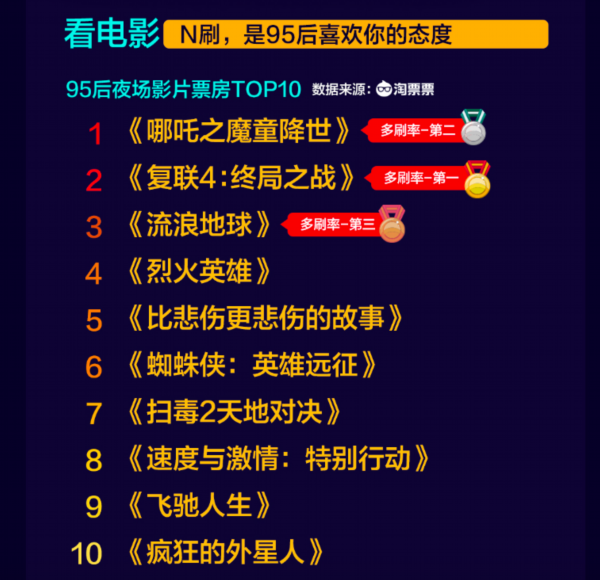 看电影 N刷，是95后喜欢你的态度
95后夜场影片票房TOP10 数据来源：淘票票
1 《哪吒之魔童降世》 多刷率-第二
2 《复联4:终局之战》 多刷率-第一
3 《流浪地球》 多刷率-第三
4 《烈火英雄》
5 《比悲伤更悲伤的故事》
6 《蜘蛛侠：英雄远征》
7 《扫毒2天地对决》
8 《速度与激情：特别行动》
9 《飞驰人生》
10 《疯狂的外星人》